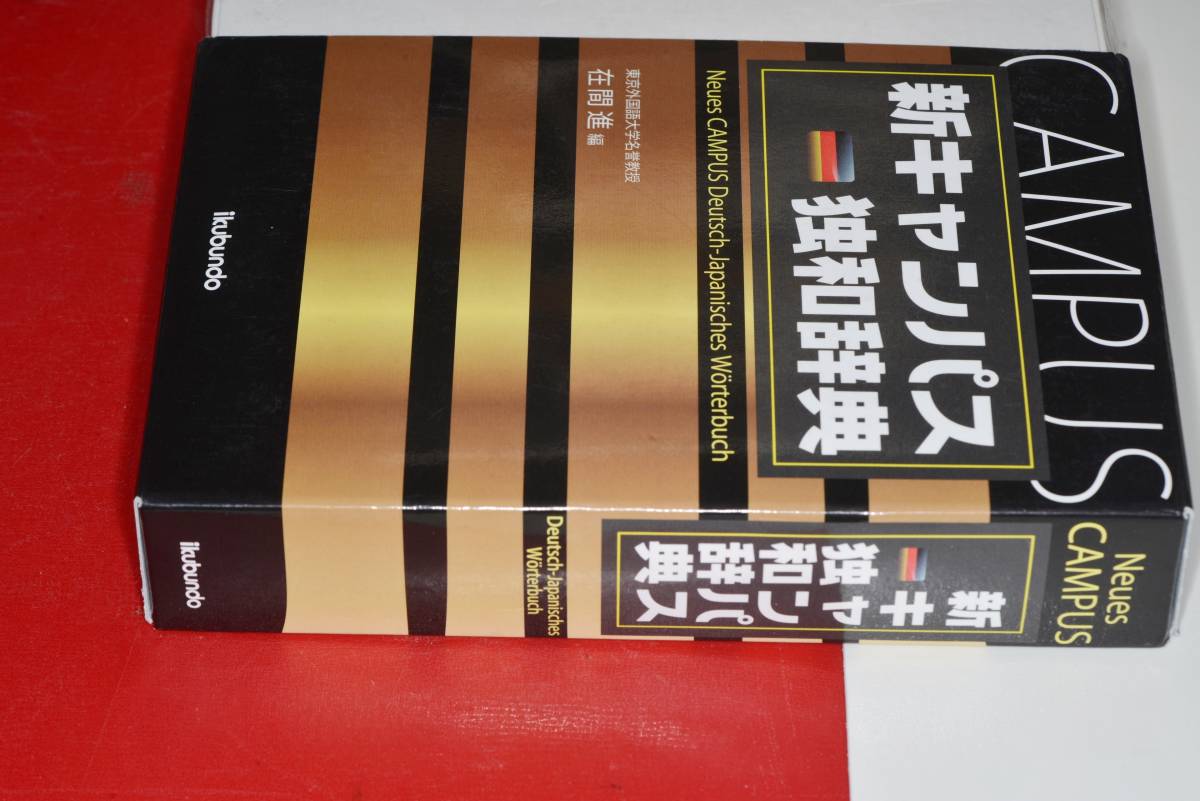 CAMPUS
新キャンパス
独和辞典
Neues CAMPUS Deutsch-Japanisches Wörterbuch
東京外国語大学名誉教授
在間 進 編
ikubundo
Neues
CAMPUS
新キャンパス
独和辞典
Deutsch-Japanisches
Wörterbuch
ikubundo